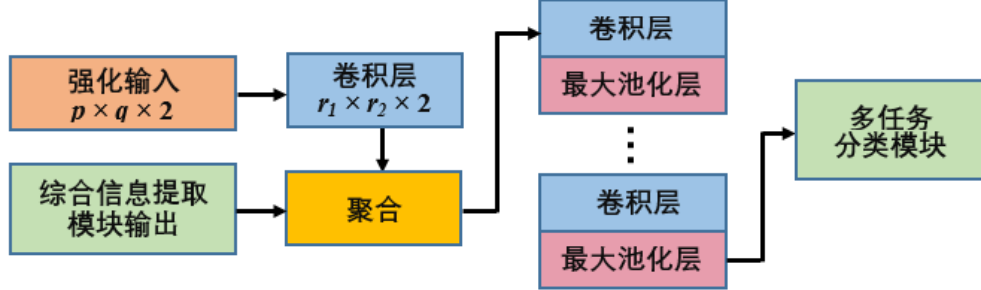 强化输入
p × q × 2
卷积层
r₁ × r₂ × 2
综合信息提取
模块输出
聚合
卷积层
最大池化层
⋮
卷积层
最大池化层
多任务
分类模块